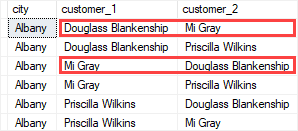 city customer_1 customer_2
Albany Douglass Blankenship Mi Gray
Albany Douglass Blankenship Priscilla Wilkins
Albany Mi Gray Douglass Blankenship
Albany Mi Gray Priscilla Wilkins
Albany Priscilla Wilkins Douglass Blankenship
Albany Priscilla Wilkins Mi Gray